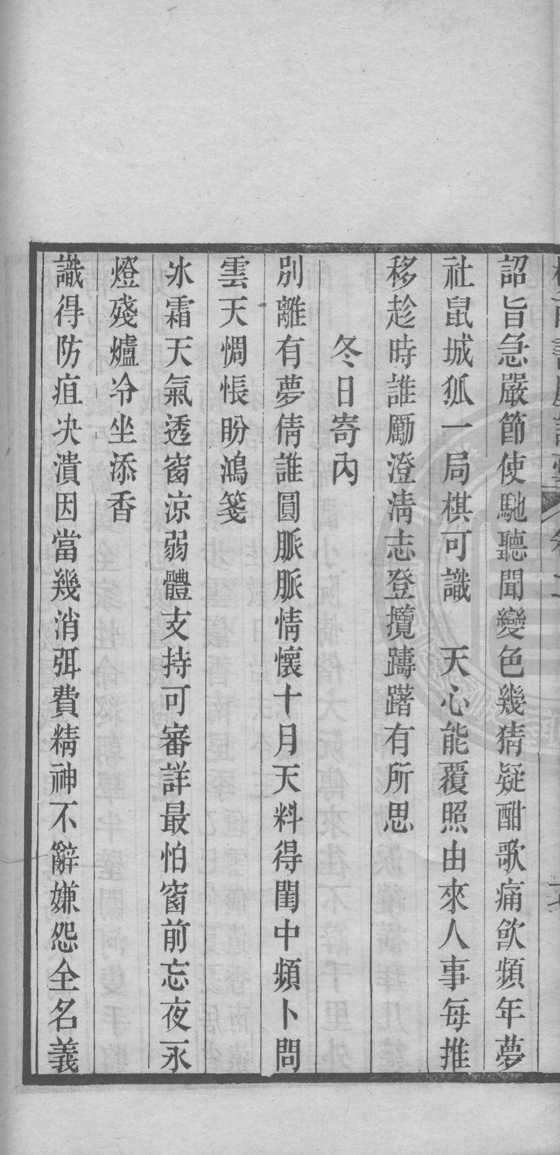 詔旨急嚴節使馳聽聞變色幾猜疑酣歌痛飲頻年夢
社鼠城狐一局棋可識　天心能覆照由來人事每推
移趁時誰勵澄淸志登攬躊躇有所思
冬日寄內
別離有夢倩誰圓脈脈情懷十月天料得閨中頻卜問
雲天惆悵盼鴻箋
氷霜天氣透窗涼弱體支持可審詳最怕窗前忘夜永
燈殘爐冷坐添香
識得防疽决潰因當幾消弭費精神不辭嫌怨全名義